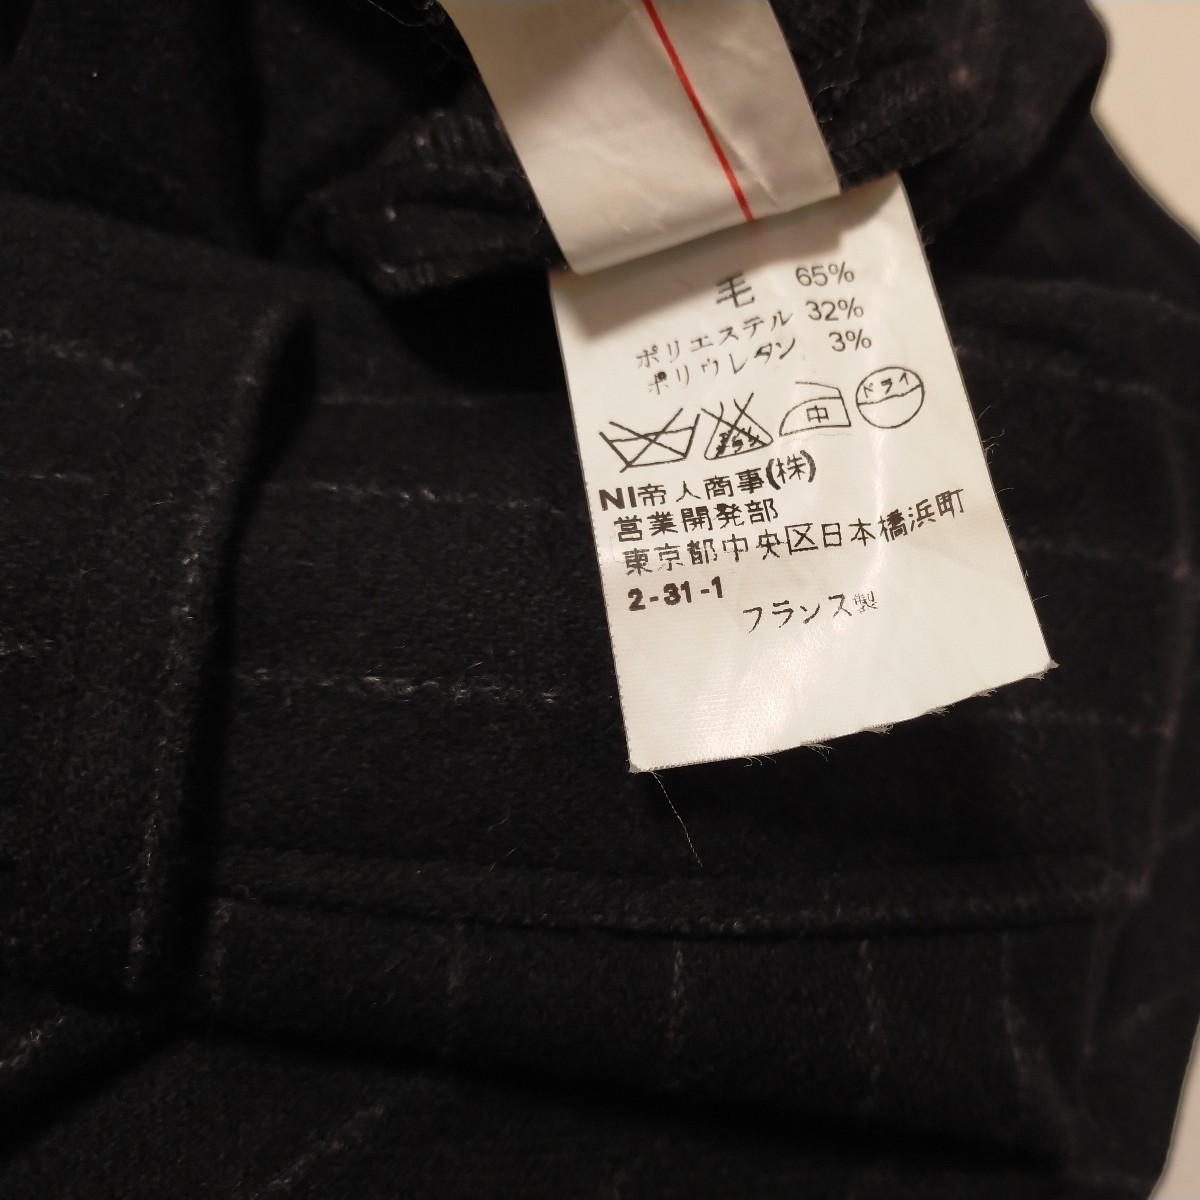 毛 65%
ポリエステル 32%
ポリウレタン 3%
中 ドライ
NI帝人商事(株)
営業開発部
東京都中央区日本橋浜町
2-31-1
フランス製